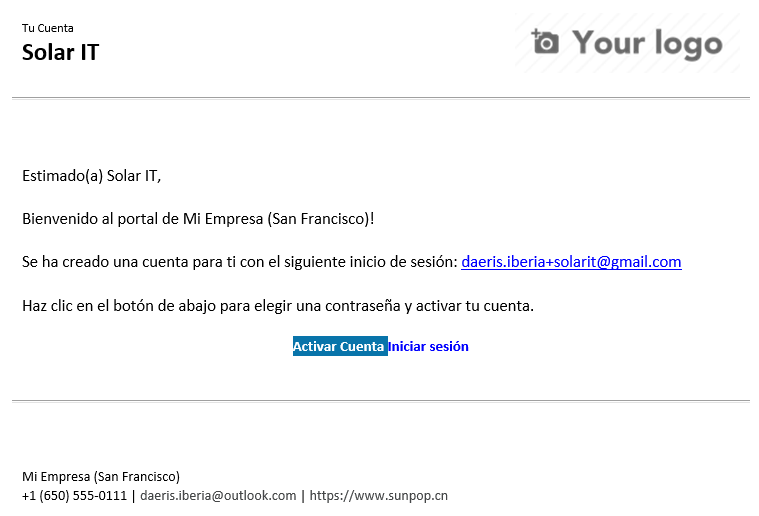 Tu Cuenta
Solar IT
Your logo
Estimado(a) Solar IT,
Bienvenido al portal de Mi Empresa (San Francisco)!
Se ha creado una cuenta para ti con el siguiente inicio de sesión: daeris.iberia+solarit@gmail.com
Haz clic en el botón de abajo para elegir una contraseña y activar tu cuenta.
Activar Cuenta Iniciar sesión
Mi Empresa (San Francisco)
+1 (650) 555-0111 | daeris.iberia@outlook.com | https://www.sunpop.cn